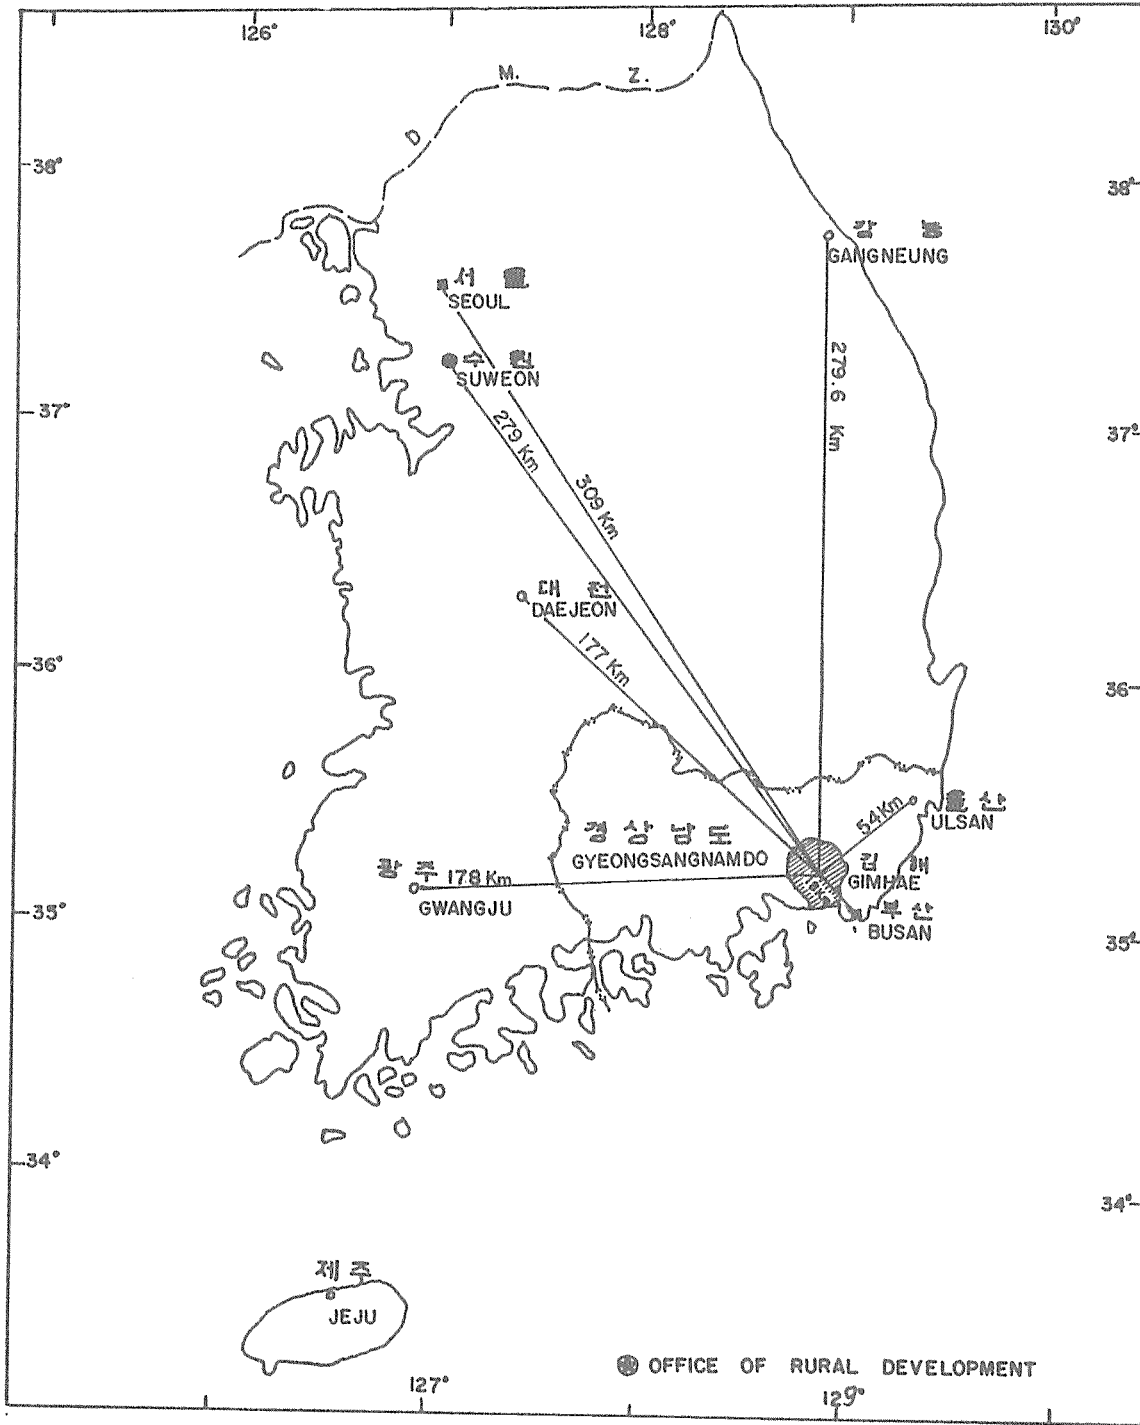 126°
128°
130°
D. M. Z.
38°
38°
강 릉
GANGNEUNG
서 울
SEOUL
수 원
SUWEON
279.6 Km
37°
37°
279 Km
309 Km
대 전
DAEJEON
177 Km
36°
36°
54Km
울 산
ULSAN
경 상 남 도
GYEONGSANGNAMDO
김 해
GIMHAE
광 주
178 Km
GWANGJU
35°
35°
부 산
BUSAN
34°
34°
제 주
JEJU
OFFICE OF RURAL DEVELOPMENT
127°
129°